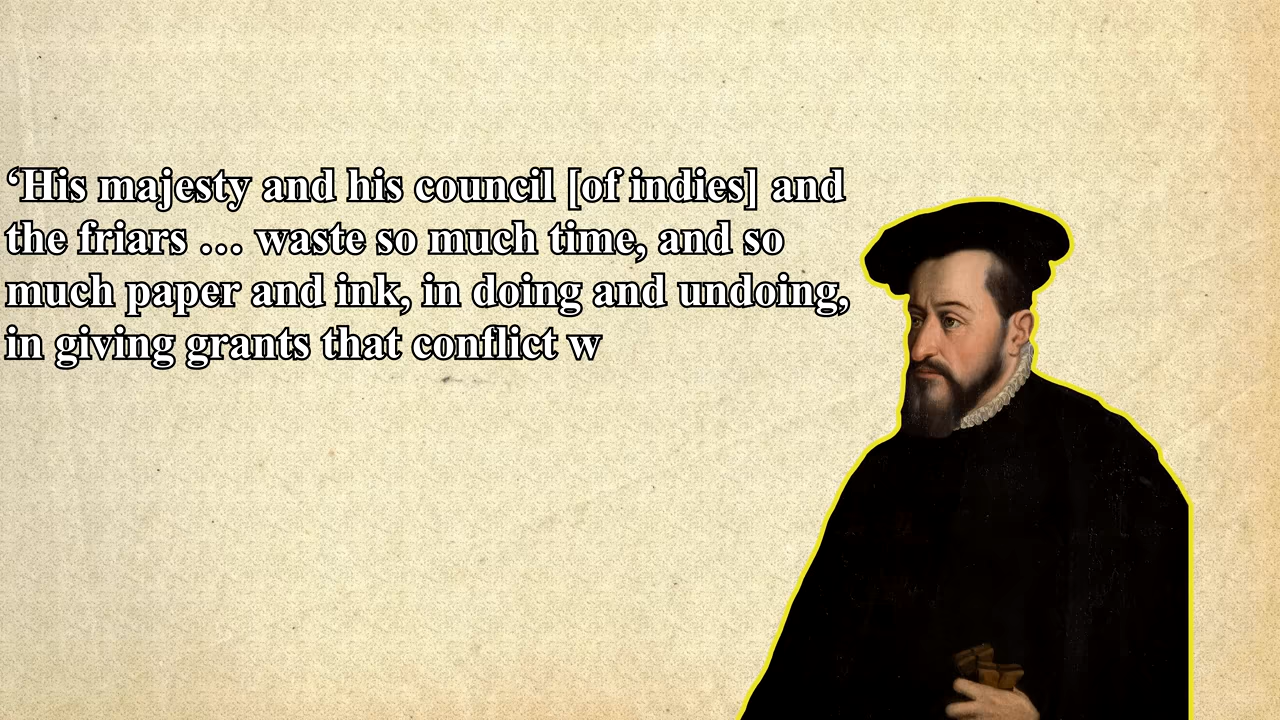 ‘His majesty and his council [of indies] and
the friars … waste so much time, and so
much paper and ink, in doing and undoing,
in giving grants that conflict w